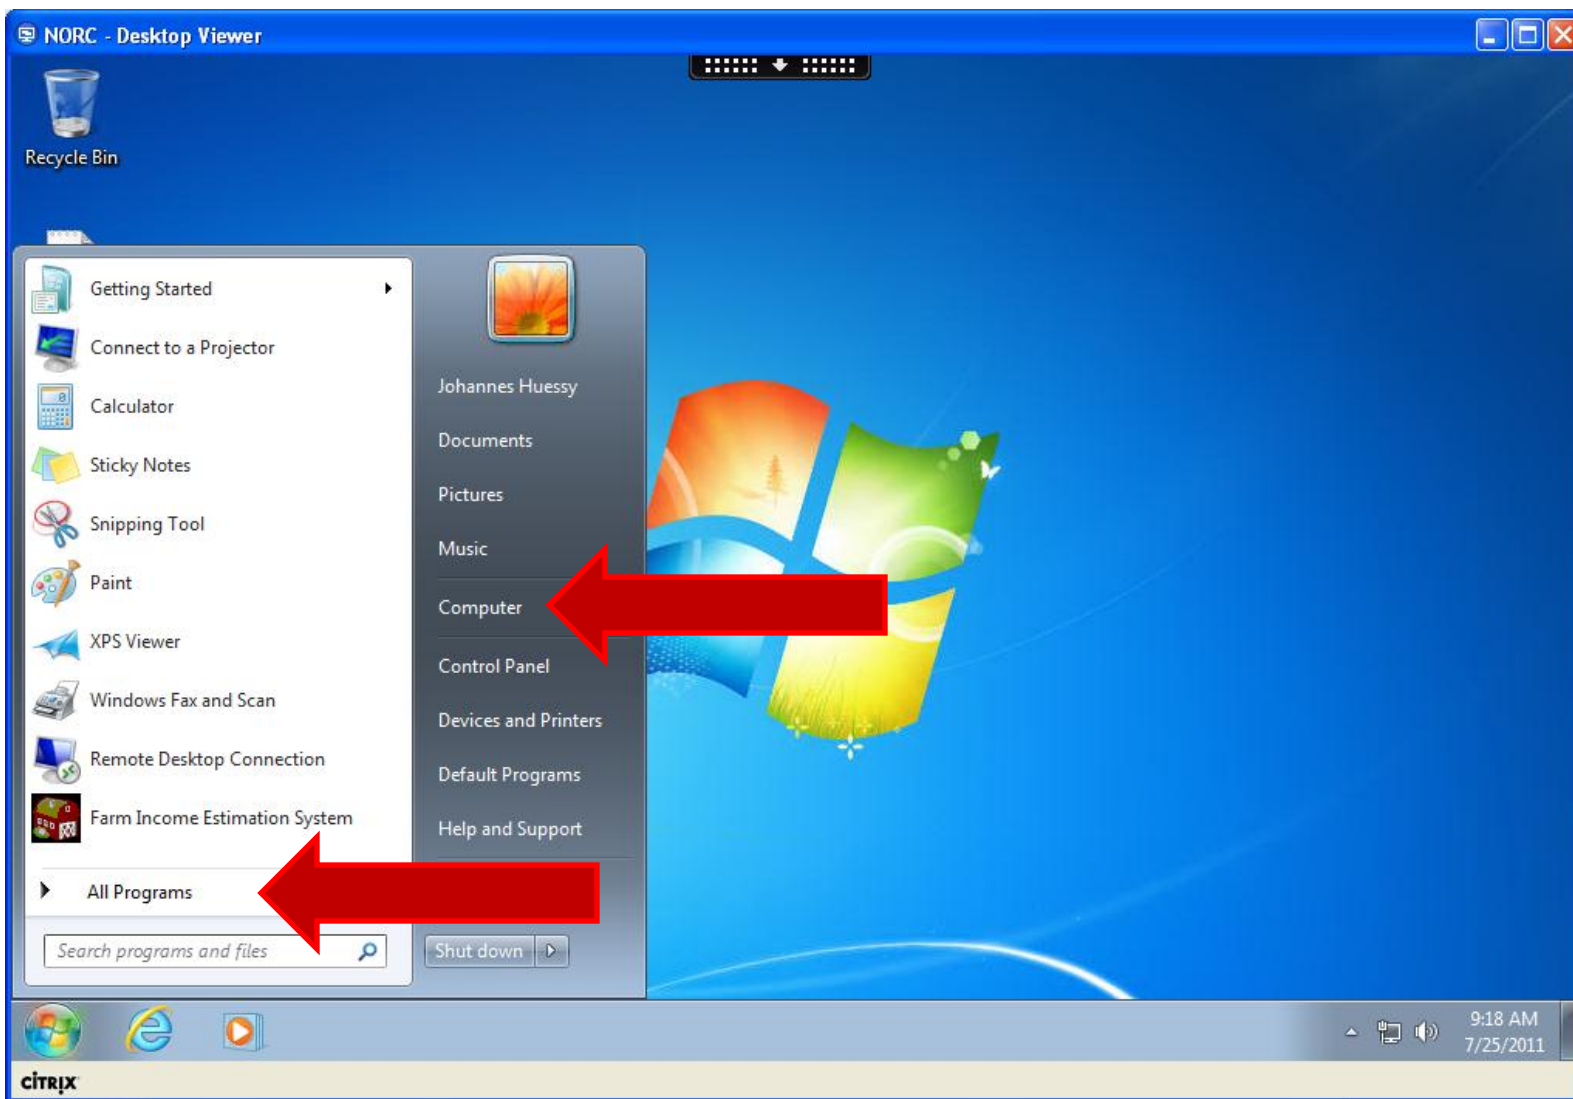 NORC - Desktop Viewer
Recycle Bin
Getting Started
Connect to a Projector
Calculator
Sticky Notes
Snipping Tool
Paint
XPS Viewer
Windows Fax and Scan
Remote Desktop Connection
Farm Income Estimation System
All Programs
Search programs and files
Johannes Huessy
Documents
Pictures
Music
Computer
Control Panel
Devices and Printers
Default Programs
Help and Support
Shut down
9:18 AM
7/25/2011
CITRIX